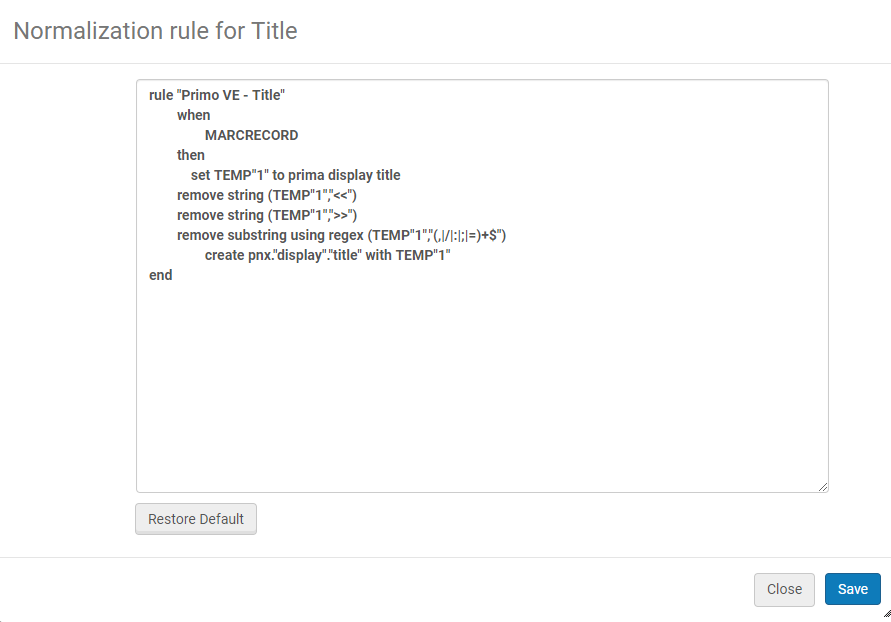 Normalization rule for Title
rule "Primo VE - Title"
when
MARCRECORD
then
set TEMP"1" to prima display title
remove string (TEMP"1","<<")
remove string (TEMP"1",">>")
remove substring using regex (TEMP"1","(,|/|:|;|=)+$")
create pnx."display"."title" with TEMP"1"
end
Restore Default
Close
Save